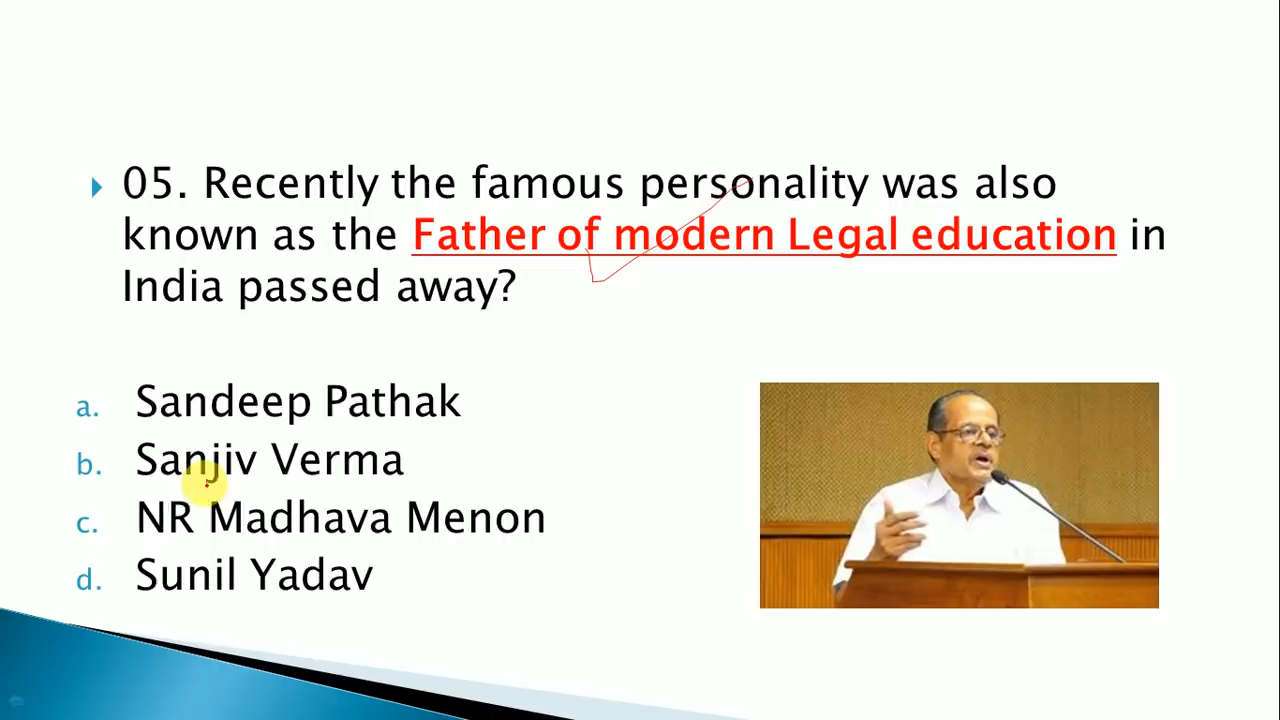 05. Recently the famous personality was also
known as the Father of modern Legal education in
India passed away?
a. Sandeep Pathak
b. Sanjiv Verma
c. NR Madhava Menon
d. Sunil Yadav